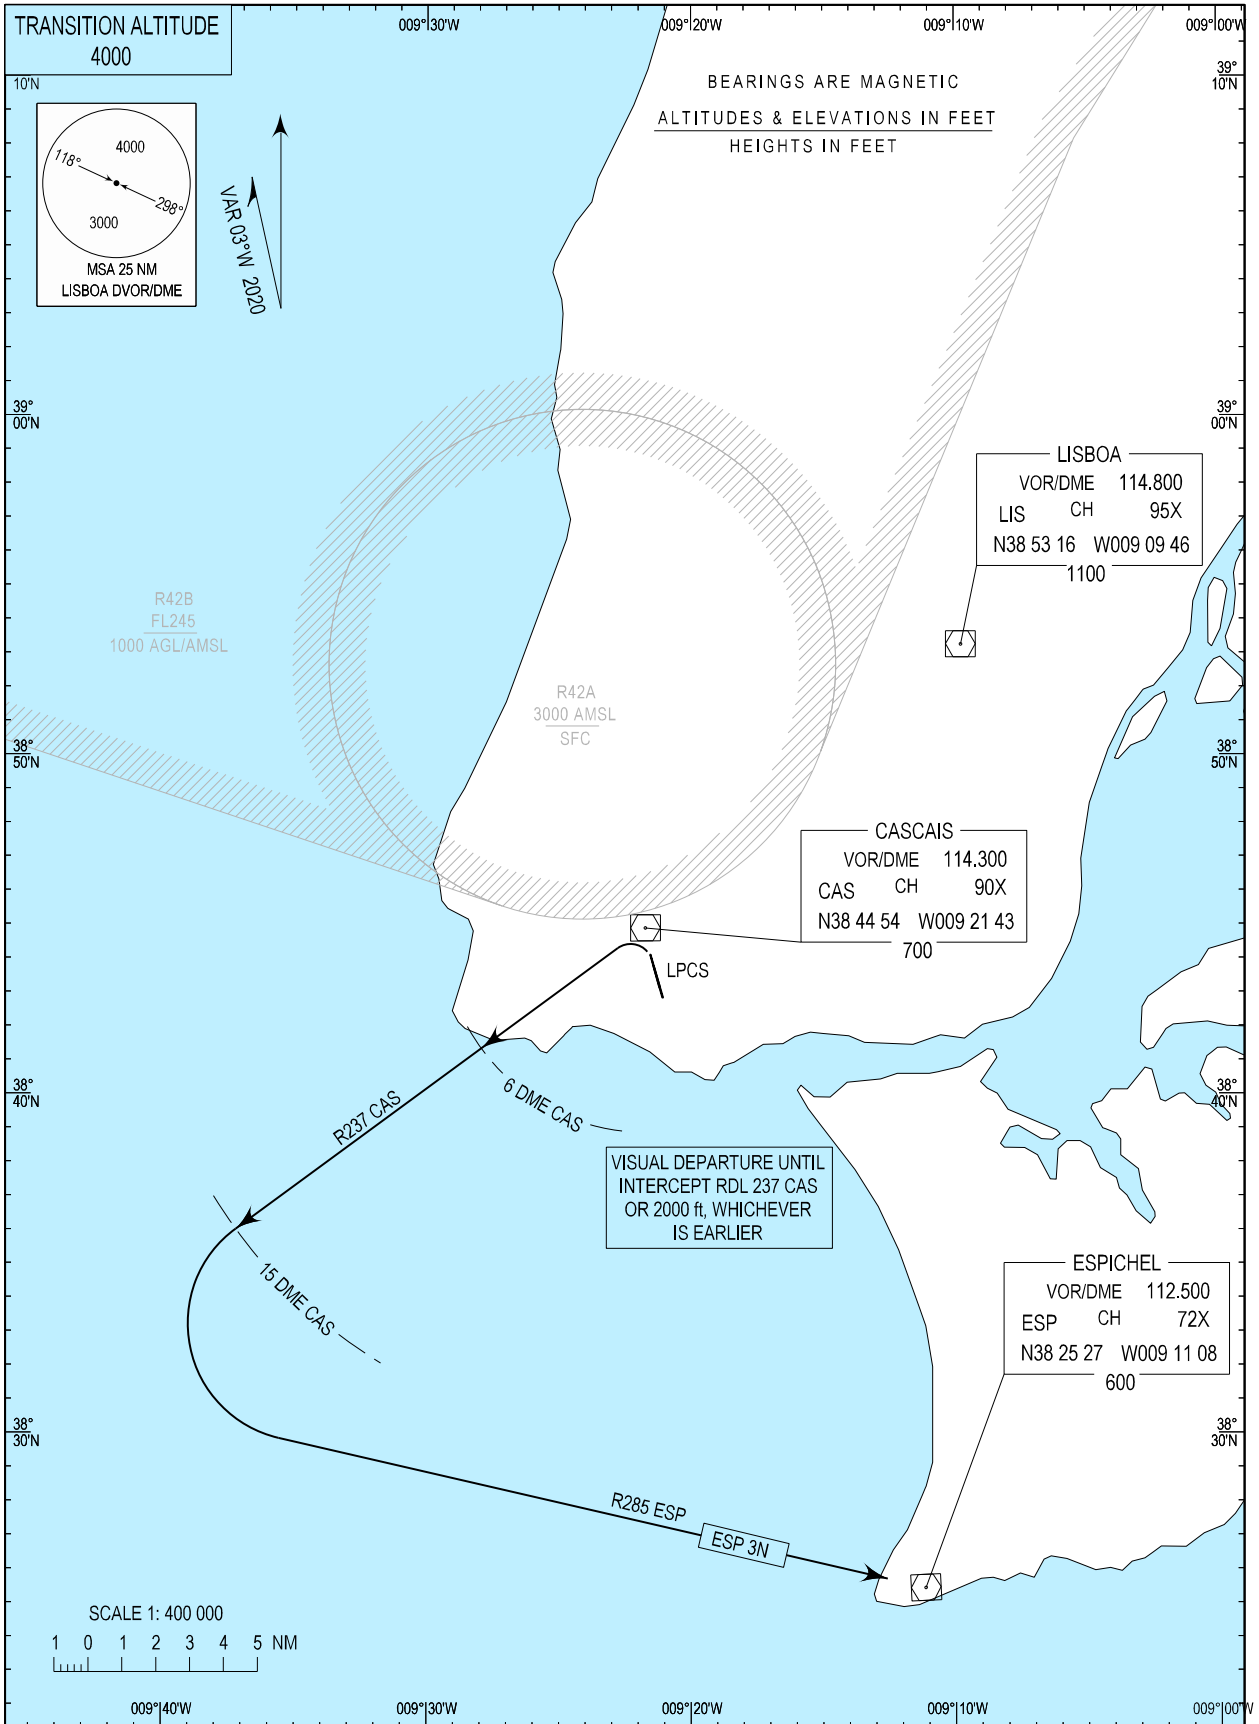 TRANSITION ALTITUDE
4000
009°30'W
009°20'W
009°10'W
009°00'W
10'N
39°
10'N
BEARINGS ARE MAGNETIC
ALTITUDES & ELEVATIONS IN FEET
HEIGHTS IN FEET
4000
118°
298°
3000
MSA 25 NM
LISBOA DVOR/DME
VAR 03°W 2020
39°
00'N
39°
00'N
LISBOA
VOR/DME 114.800
LIS CH 95X
N38 53 16 W009 09 46
1100
R42B
FL245
1000 AGL/AMSL
R42A
3000 AMSL
SFC
38°
50'N
38°
50'N
CASCAIS
VOR/DME 114.300
CAS CH 90X
N38 44 54 W009 21 43
700
LPCS
38°
40'N
38°
40'N
6 DME CAS
R237 CAS
VISUAL DEPARTURE UNTIL
INTERCEPT RDL 237 CAS
OR 2000 ft, WHICHEVER
IS EARLIER
15 DME CAS
ESPICHEL
VOR/DME 112.500
ESP CH 72X
N38 25 27 W009 11 08
600
38°
30'N
38°
30'N
R285 ESP
ESP 3N
SCALE 1: 400 000
1 0 1 2 3 4 5 NM
009°40'W
009°30'W
009°20'W
009°10'W
009°00'W